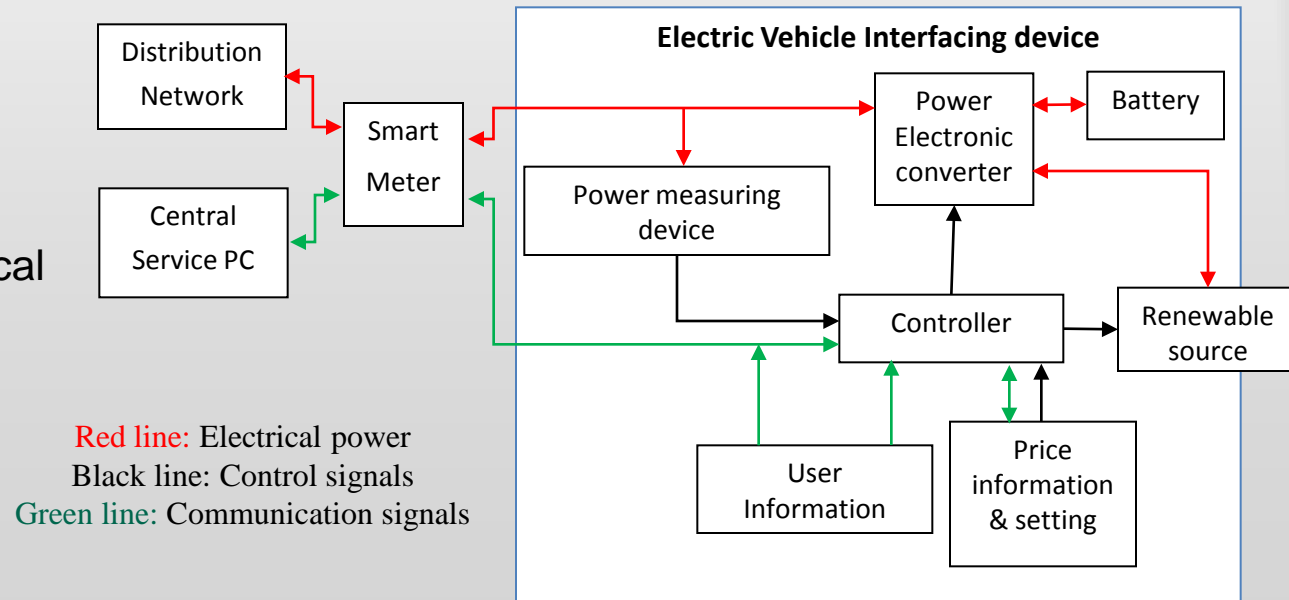 Electric Vehicle Interfacing device
Distribution
Network
Smart
Meter
Power
Electronic
converter
Battery
Central
Service PC
Power measuring
device
cal
Controller
Renewable
source
Red line: Electrical power
Black line: Control signals
Green line: Communication signals
User
Information
Price
information
& setting